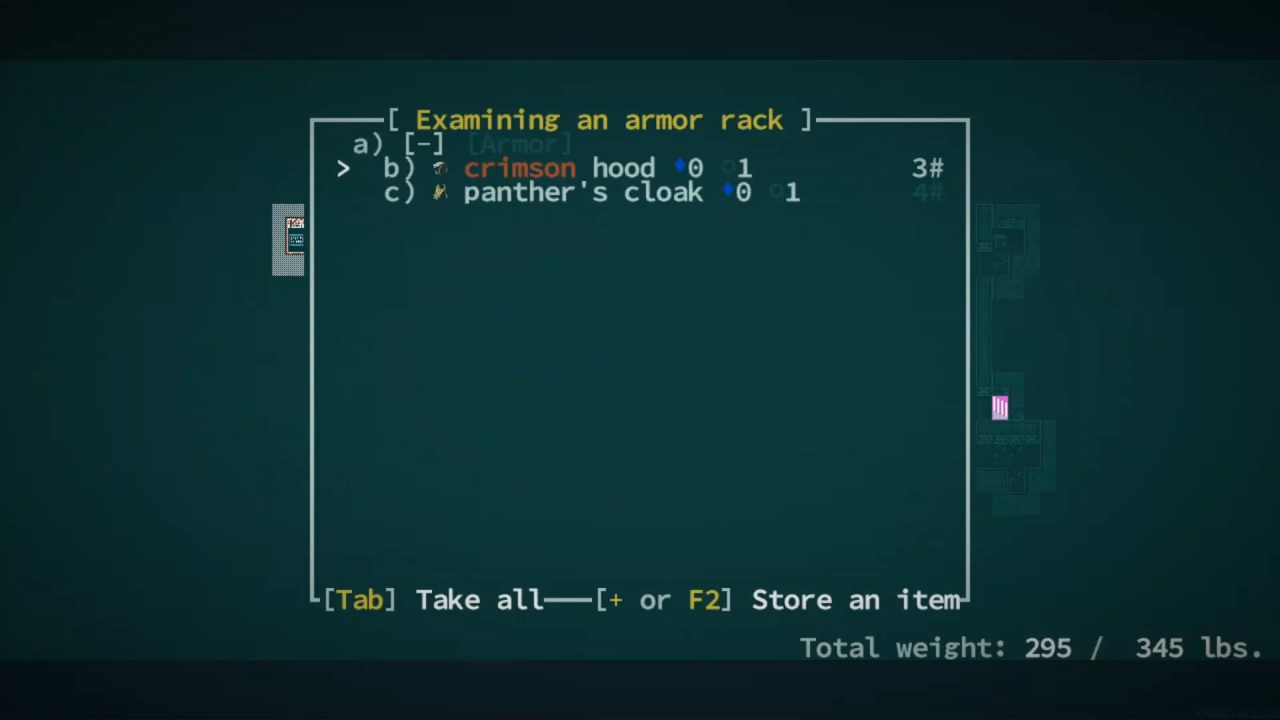 [ Examining an armor rack ]
a) [-] [Armor]
> b) crimson hood ♦0 ○1 3#
c) panther's cloak ♦0 ○1 4#
[Tab] Take all [+ or F2] Store an item
Total weight: 295 / 345 lbs.